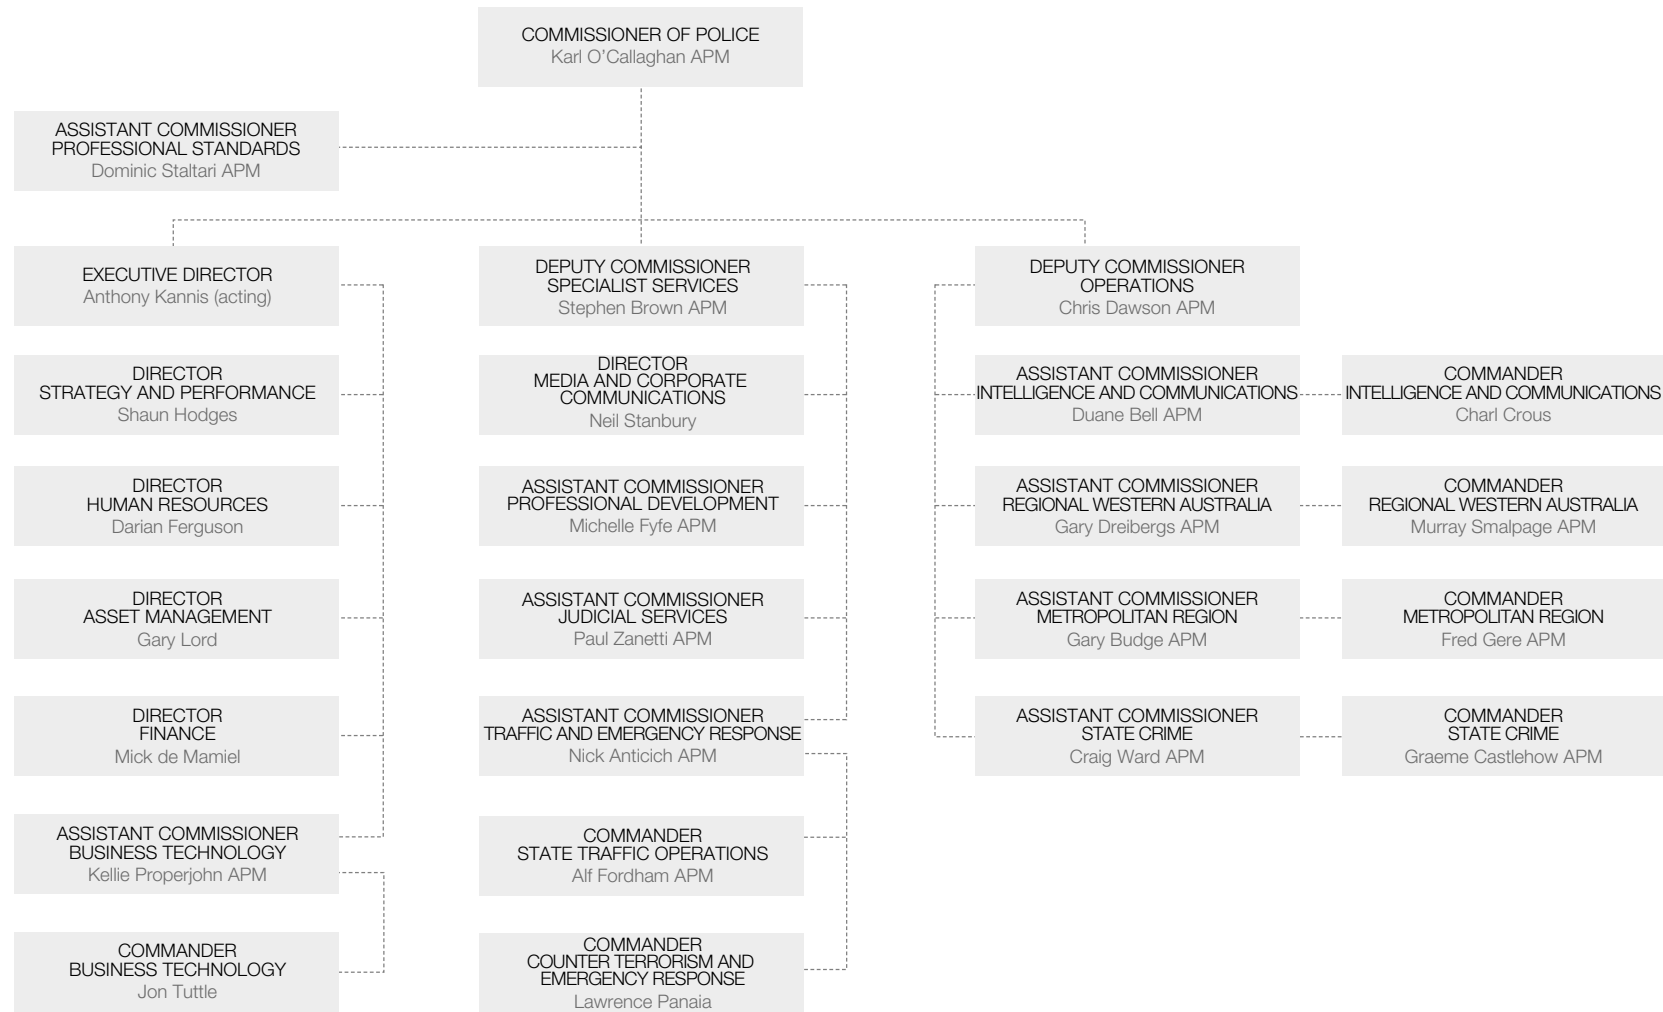 COMMISSIONER OF POLICE
Karl O'Callaghan APM
ASSISTANT COMMISSIONER
PROFESSIONAL STANDARDS
Dominic Staltari APM
EXECUTIVE DIRECTOR
Anthony Kannis (acting)
DIRECTOR
STRATEGY AND PERFORMANCE
Shaun Hodges
DIRECTOR
HUMAN RESOURCES
Darian Ferguson
DIRECTOR
ASSET MANAGEMENT
Gary Lord
DIRECTOR
FINANCE
Mick de Mamiel
ASSISTANT COMMISSIONER
BUSINESS TECHNOLOGY
Kellie Properjohn APM
COMMANDER
BUSINESS TECHNOLOGY
Jon Tuttle
DEPUTY COMMISSIONER
SPECIALIST SERVICES
Stephen Brown APM
DIRECTOR
MEDIA AND CORPORATE
COMMUNICATIONS
Neil Stanbury
ASSISTANT COMMISSIONER
PROFESSIONAL DEVELOPMENT
Michelle Fyfe APM
ASSISTANT COMMISSIONER
JUDICIAL SERVICES
Paul Zanetti APM
ASSISTANT COMMISSIONER
TRAFFIC AND EMERGENCY RESPONSE
Nick Anticich APM
COMMANDER
STATE TRAFFIC OPERATIONS
Alf Fordham APM
COMMANDER
COUNTER TERRORISM AND
EMERGENCY RESPONSE
Lawrence Panaia
DEPUTY COMMISSIONER
OPERATIONS
Chris Dawson APM
ASSISTANT COMMISSIONER
INTELLIGENCE AND COMMUNICATIONS
Duane Bell APM
COMMANDER
INTELLIGENCE AND COMMUNICATIONS
Charl Crous
ASSISTANT COMMISSIONER
REGIONAL WESTERN AUSTRALIA
Gary Dreibergs APM
COMMANDER
REGIONAL WESTERN AUSTRALIA
Murray Smalpage APM
ASSISTANT COMMISSIONER
METROPOLITAN REGION
Gary Budge APM
COMMANDER
METROPOLITAN REGION
Fred Gere APM
ASSISTANT COMMISSIONER
STATE CRIME
Craig Ward APM
COMMANDER
STATE CRIME
Graeme Castlehow APM